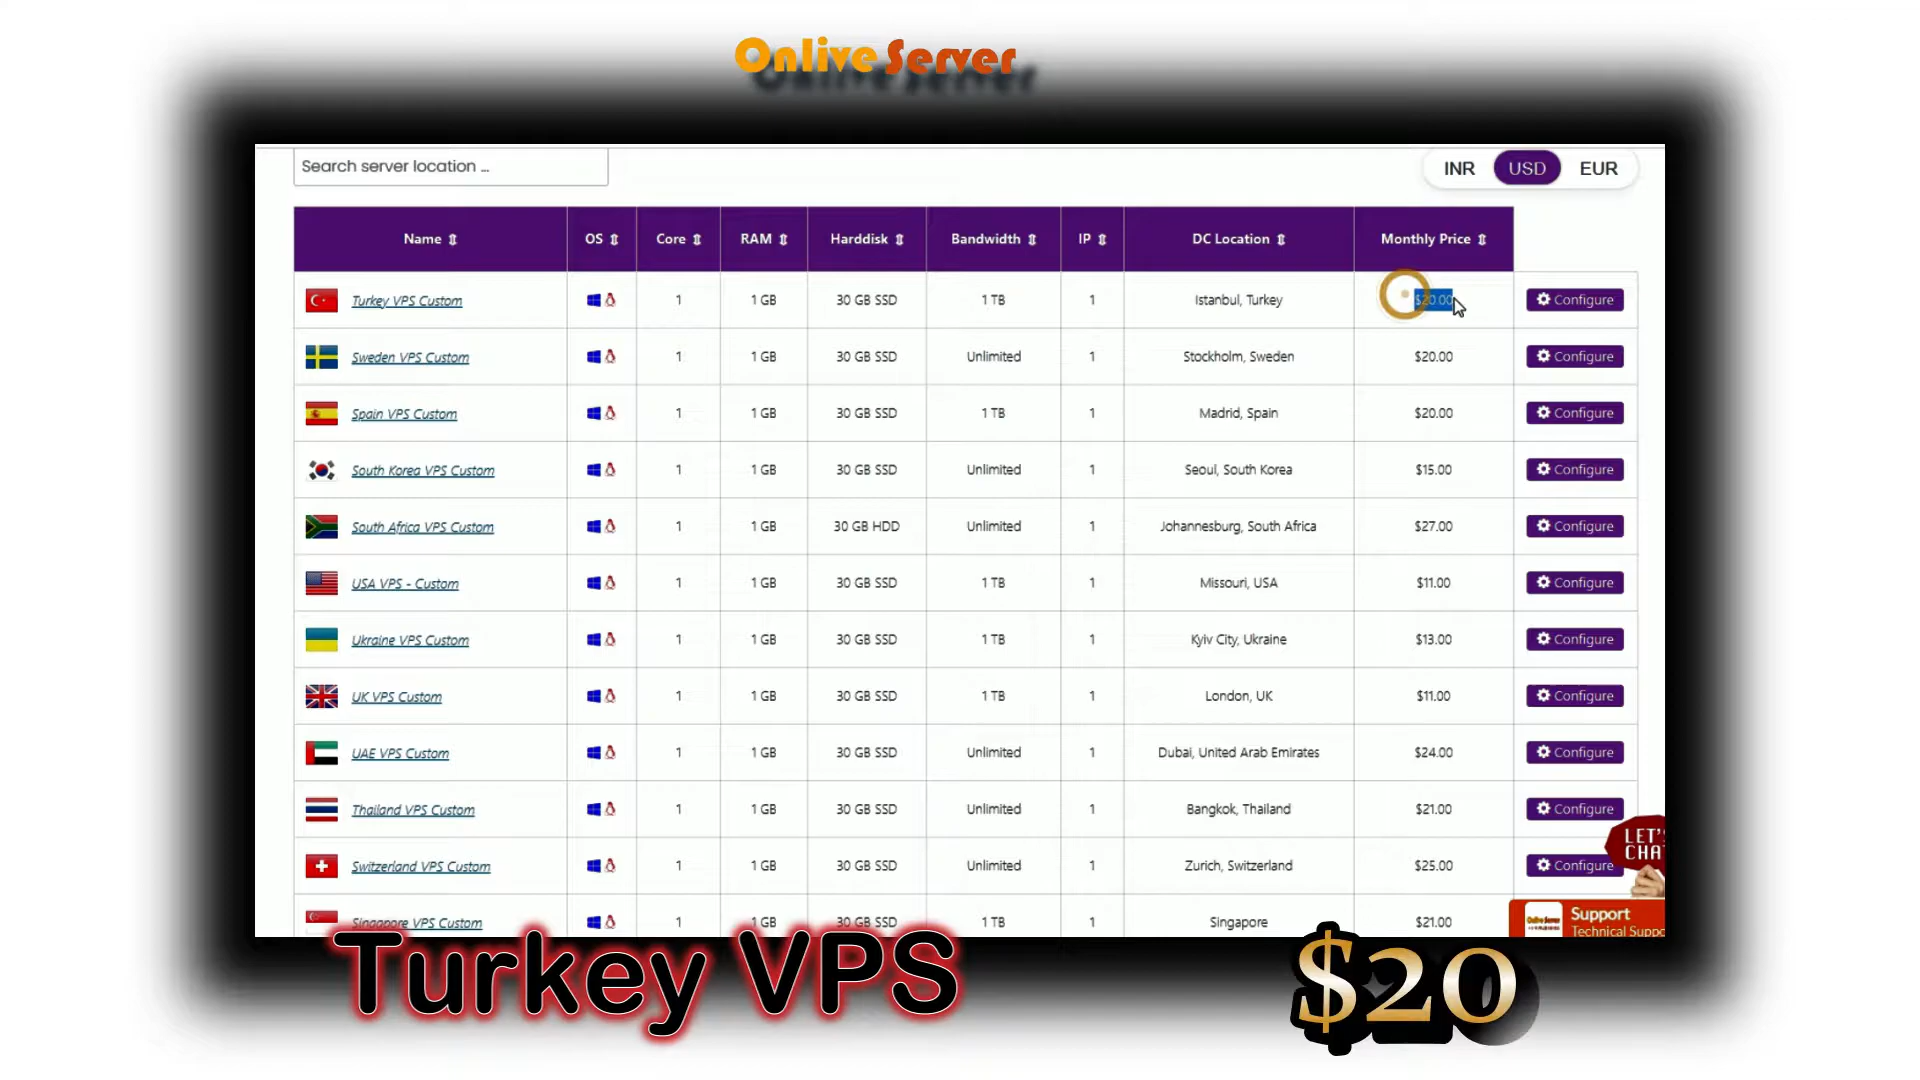 Onlive Server
Search server location ...
INR USD EUR
Name OS Core RAM Harddisk Bandwidth IP DC Location Monthly Price
Turkey VPS Custom 1 1 GB 30 GB SSD 1 TB 1 Istanbul, Turkey $20.00 Configure
Sweden VPS Custom 1 1 GB 30 GB SSD Unlimited 1 Stockholm, Sweden $20.00 Configure
Spain VPS Custom 1 1 GB 30 GB SSD 1 TB 1 Madrid, Spain $20.00 Configure
South Korea VPS Custom 1 1 GB 30 GB SSD Unlimited 1 Seoul, South Korea $15.00 Configure
South Africa VPS Custom 1 1 GB 30 GB HDD Unlimited 1 Johannesburg, South Africa $27.00 Configure
USA VPS - Custom 1 1 GB 30 GB SSD 1 TB 1 Missouri, USA $11.00 Configure
Ukraine VPS Custom 1 1 GB 30 GB SSD 1 TB 1 Kyiv City, Ukraine $13.00 Configure
UK VPS Custom 1 1 GB 30 GB SSD 1 TB 1 London, UK $11.00 Configure
UAE VPS Custom 1 1 GB 30 GB SSD Unlimited 1 Dubai, United Arab Emirates $24.00 Configure
Thailand VPS Custom 1 1 GB 30 GB SSD Unlimited 1 Bangkok, Thailand $21.00 Configure
LET'S
CHA
Switzerland VPS Custom 1 1 GB 30 GB SSD Unlimited 1 Zurich, Switzerland $25.00 Configure
Singapore VPS Custom 1 1 GB 30 GB SSD 1 TB 1 Singapore $21.00
Onlive Server
Support
Technical Suppo
Turkey VPS $20